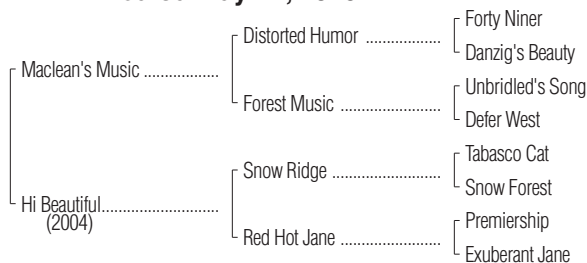 Forty Niner
Distorted Humor ....................
Danzig's Beauty
Maclean's Music ....................
Unbridled's Song
Forest Music ...........................
Defer West
Tabasco Cat
Snow Ridge .............................
Snow Forest
Hi Beautiful...............................
(2004)
Premiership
Red Hot Jane ...........................
Exuberant Jane